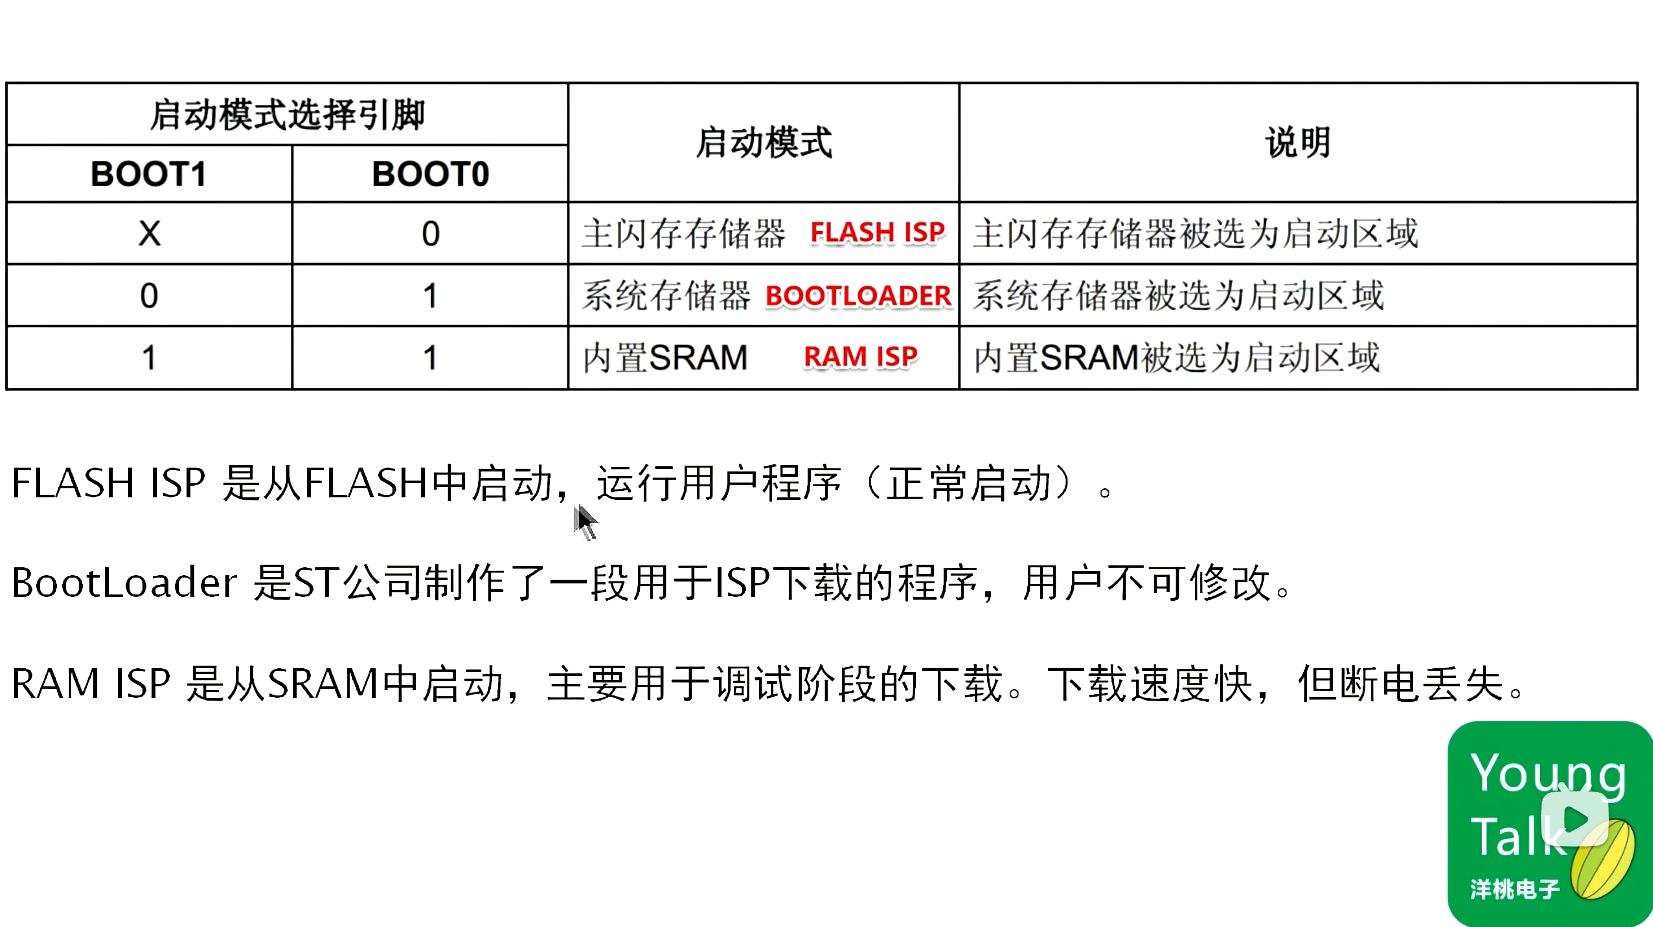 启动模式选择引脚 启动模式 说明
BOOT1 BOOT0
X 0 主闪存存储器 FLASH ISP 主闪存存储器被选为启动区域
0 1 系统存储器 BOOTLOADER 系统存储器被选为启动区域
1 1 内置SRAM RAM ISP 内置SRAM被选为启动区域
FLASH ISP 是从FLASH中启动，运行用户程序（正常启动）。
BootLoader 是ST公司制作了一段用于ISP下载的程序，用户不可修改。
RAM ISP 是从SRAM中启动，主要用于调试阶段的下载。下载速度快，但断电丢失。
Young
Talk
洋桃电子